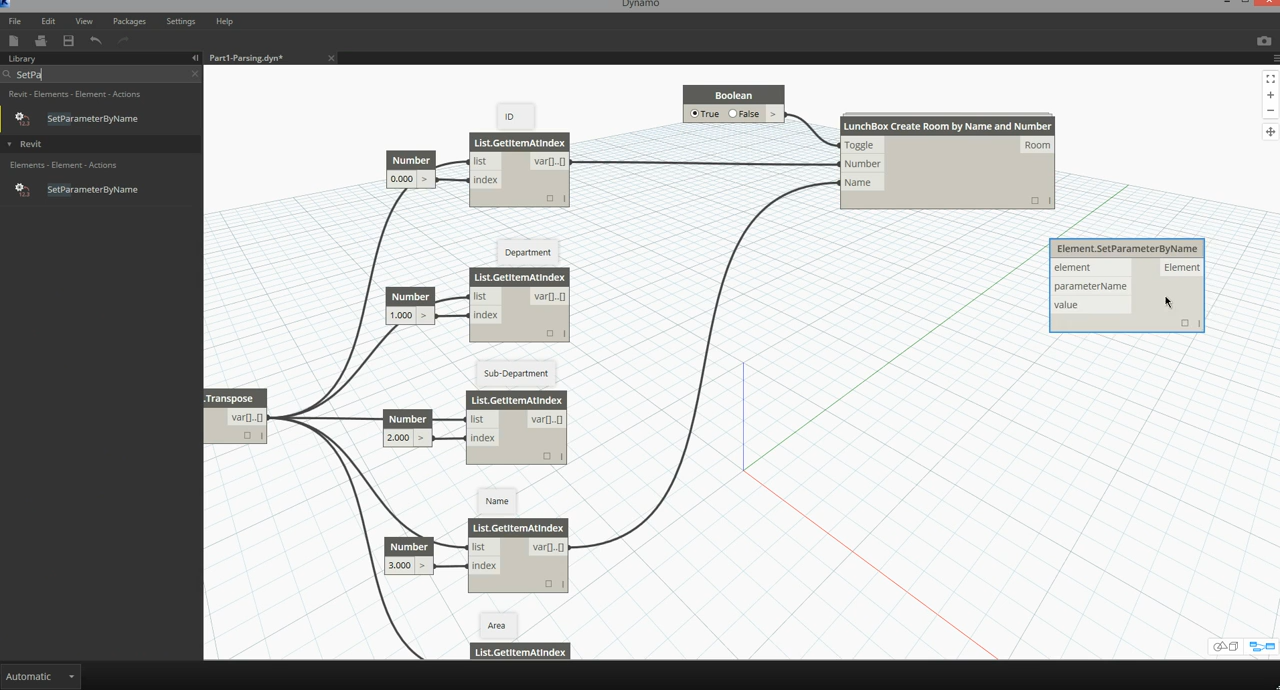 Dynamo
File Edit View Packages Settings Help
Library
Part1-Parsing.dyn*
SetPa
Revit - Elements - Element - Actions
SetParameterByName
Revit
Elements - Element - Actions
SetParameterByName
ID
Number
0.000 >
List.GetItemAtIndex
list var[]..[]
index
Boolean
True False >
LunchBox Create Room by Name and Number
Toggle Room
Number
Name
Department
Number
1.000 >
List.GetItemAtIndex
list var[]..[]
index
Element.SetParameterByName
element Element
parameterName
value
Sub-Department
.Transpose
var[]..[]
Number
2.000 >
List.GetItemAtIndex
list var[]..[]
index
Name
Number
3.000 >
List.GetItemAtIndex
list var[]..[]
index
Area
List.GetItemAtIndex
Automatic